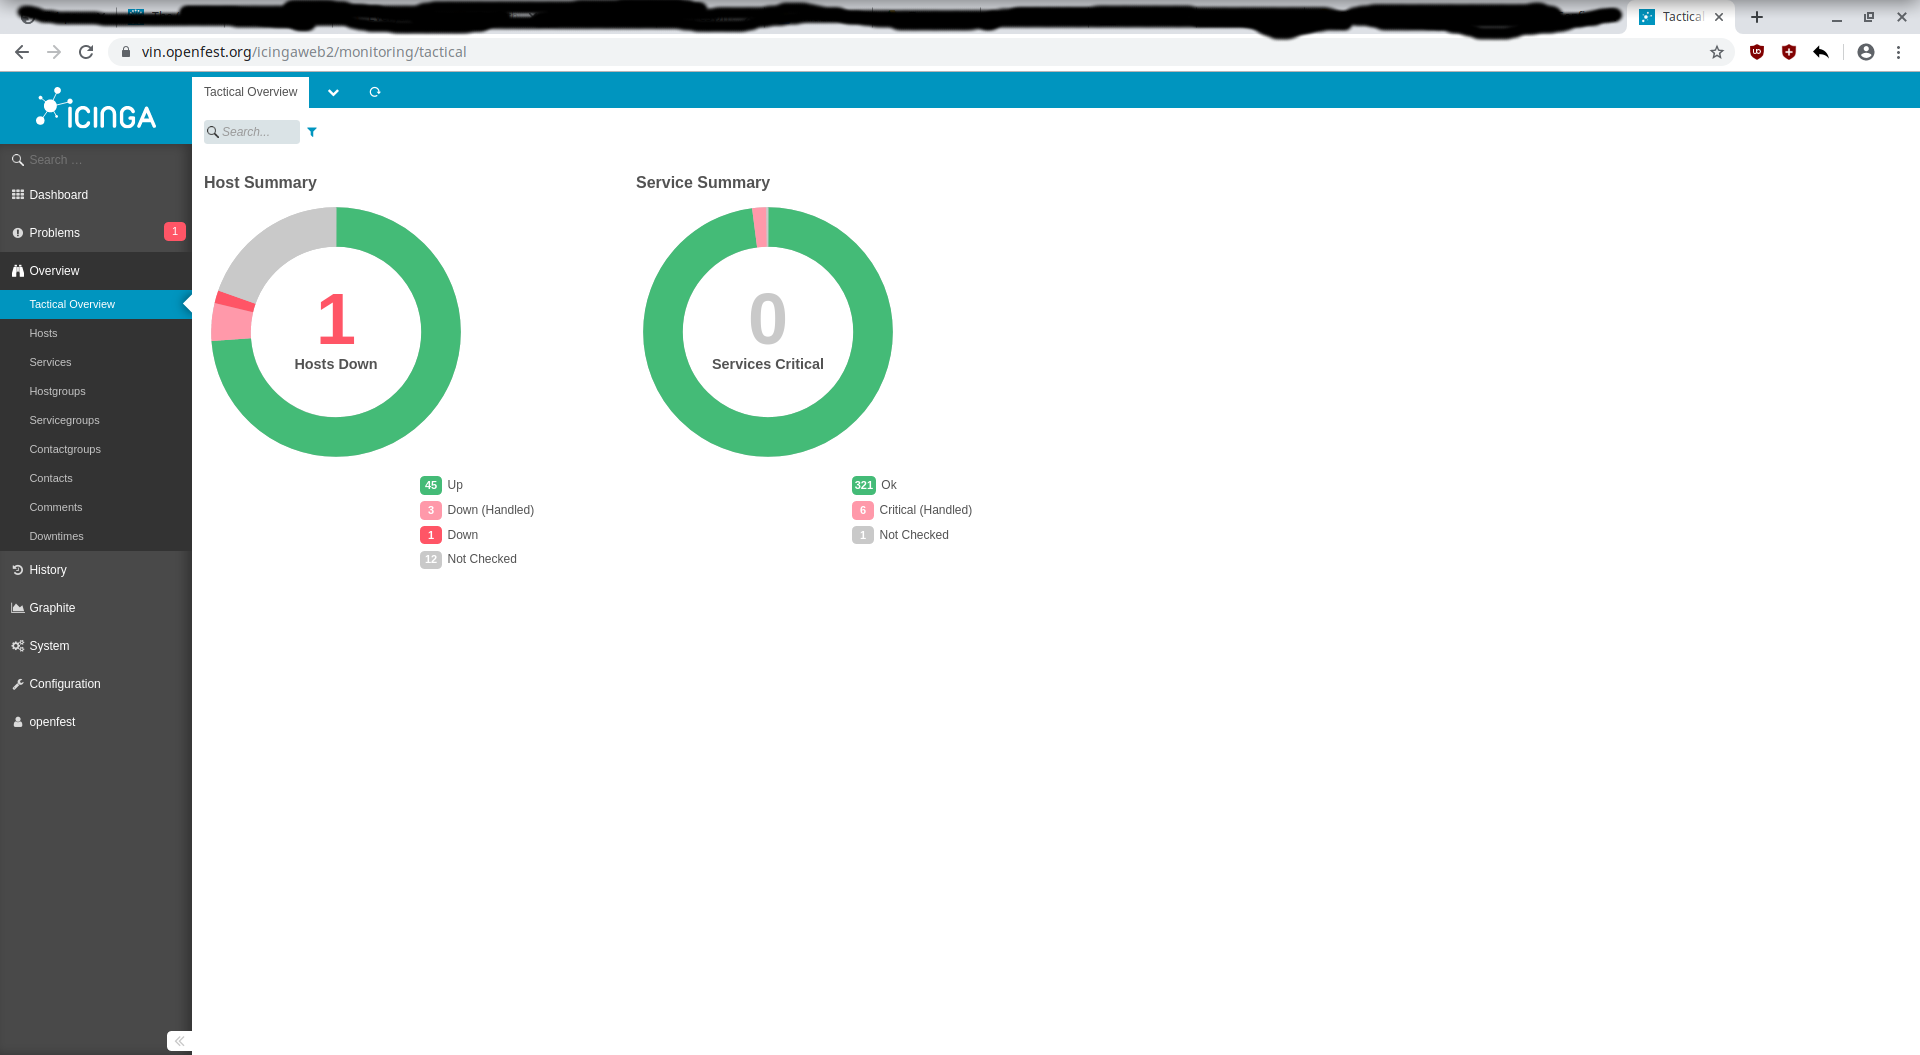 Tactical
vin.openfest.org/icingaweb2/monitoring/tactical
ICINGA
Tactical Overview
Search...
Search ...
Dashboard
Problems 1
Overview
Tactical Overview
Hosts
Services
Hostgroups
Servicegroups
Contactgroups
Contacts
Comments
Downtimes
History
Graphite
System
Configuration
openfest
Host Summary
1
Hosts Down
45 Up
3 Down (Handled)
1 Down
12 Not Checked
Service Summary
0
Services Critical
321 Ok
6 Critical (Handled)
1 Not Checked